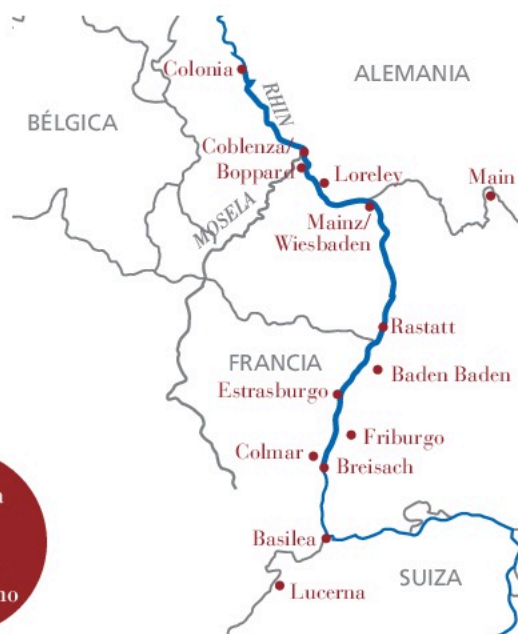 Colonia
ALEMANIA
RHIN
BÉLGICA
Coblenza/
Boppard
Loreley
Main
MOSELA
Mainz/
Wiesbaden
Rastatt
FRANCIA
Baden Baden
Estrasburgo
Friburgo
Colmar
Breisach
Basilea
SUIZA
Lucerna